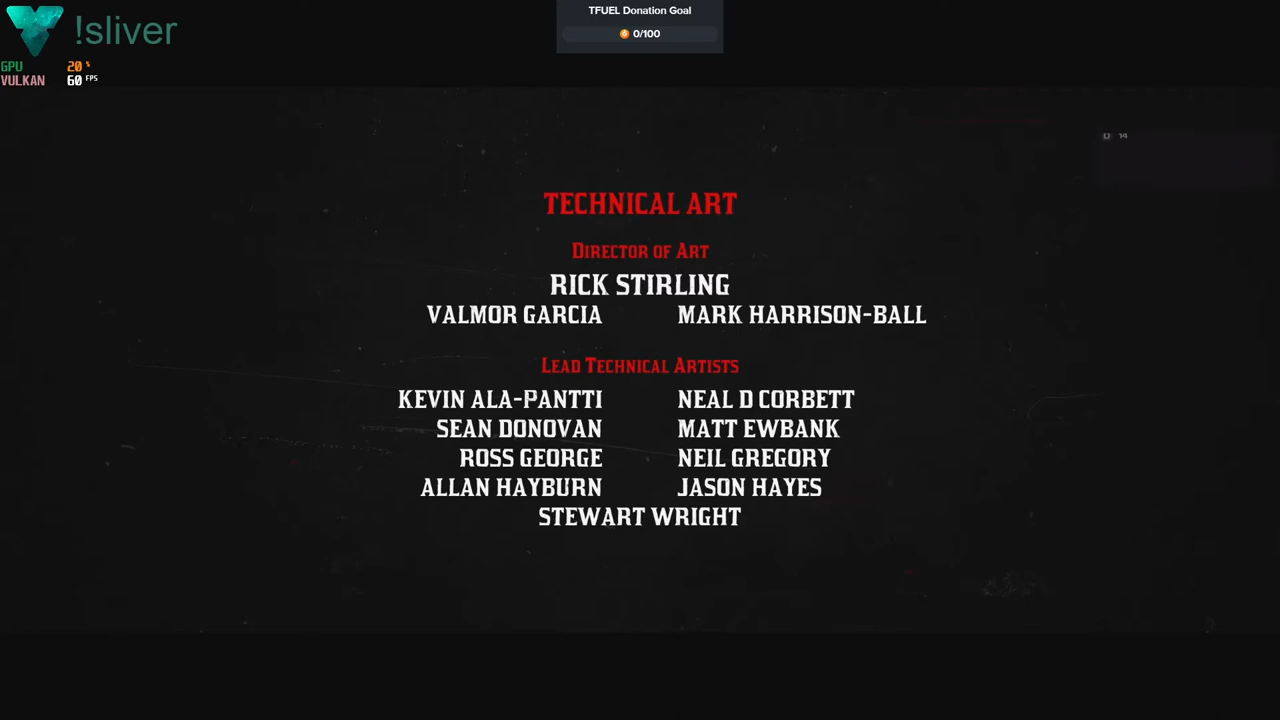 !sliver
TFUEL Donation Goal
0/100
GPU 20 %
VULKAN 60 FPS
14
TECHNICAL ART
DIRECTOR OF ART
RICK STIRLING
VALMOR GARCIA MARK HARRISON-BALL
LEAD TECHNICAL ARTISTS
KEVIN ALA-PANTTI NEAL D CORBETT
SEAN DONOVAN MATT EWBANK
ROSS GEORGE NEIL GREGORY
ALLAN HAYBURN JASON HAYES
STEWART WRIGHT